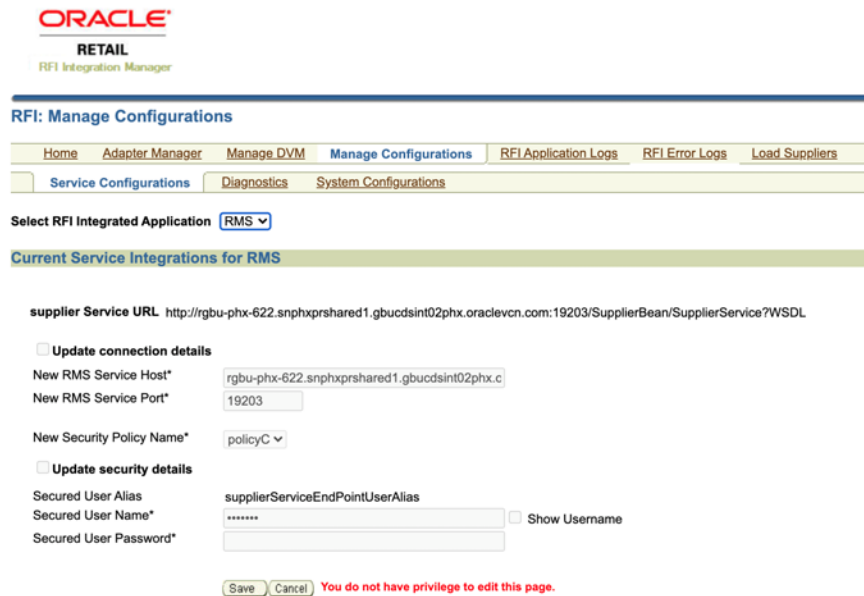 ORACLE
RETAIL
RFI Integration Manager
RFI: Manage Configurations
Home Adapter Manager Manage DVM Manage Configurations RFI Application Logs RFI Error Logs Load Suppliers
Service Configurations Diagnostics System Configurations
Select RFI Integrated Application RMS
Current Service Integrations for RMS
supplier Service URL http://rgbu-phx-622.snphxprshared1.gbucdsint02phx.oraclevcn.com:19203/SupplierBean/SupplierService?WSDL
Update connection details
New RMS Service Host* rgbu-phx-622.snphxprshared1.gbucdsint02phx.c
New RMS Service Port* 19203
New Security Policy Name* policyC
Update security details
Secured User Alias supplierServiceEndPointUserAlias
Secured User Name* ••••••• Show Username
Secured User Password*
Save Cancel You do not have privilege to edit this page.